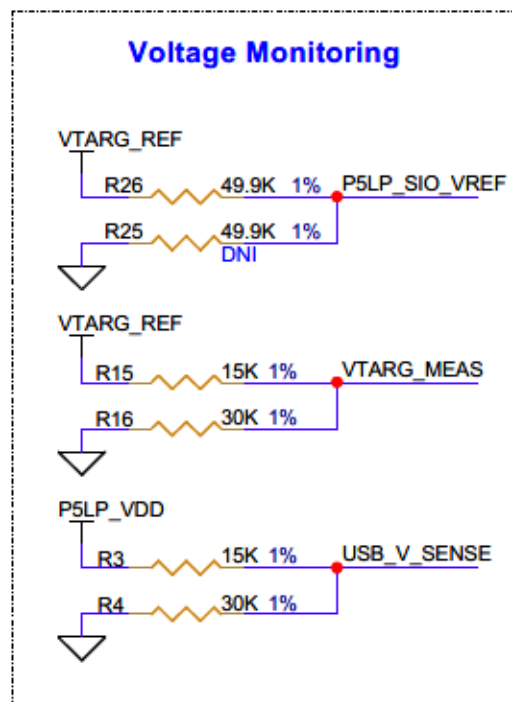 Voltage Monitoring
VTARG_REF
R26 49.9K 1% P5LP_SIO_VREF
R25 49.9K 1%
DNI
VTARG_REF
R15 15K 1% VTARG_MEAS
R16 30K 1%
P5LP_VDD
R3 15K 1% USB_V_SENSE
R4 30K 1%